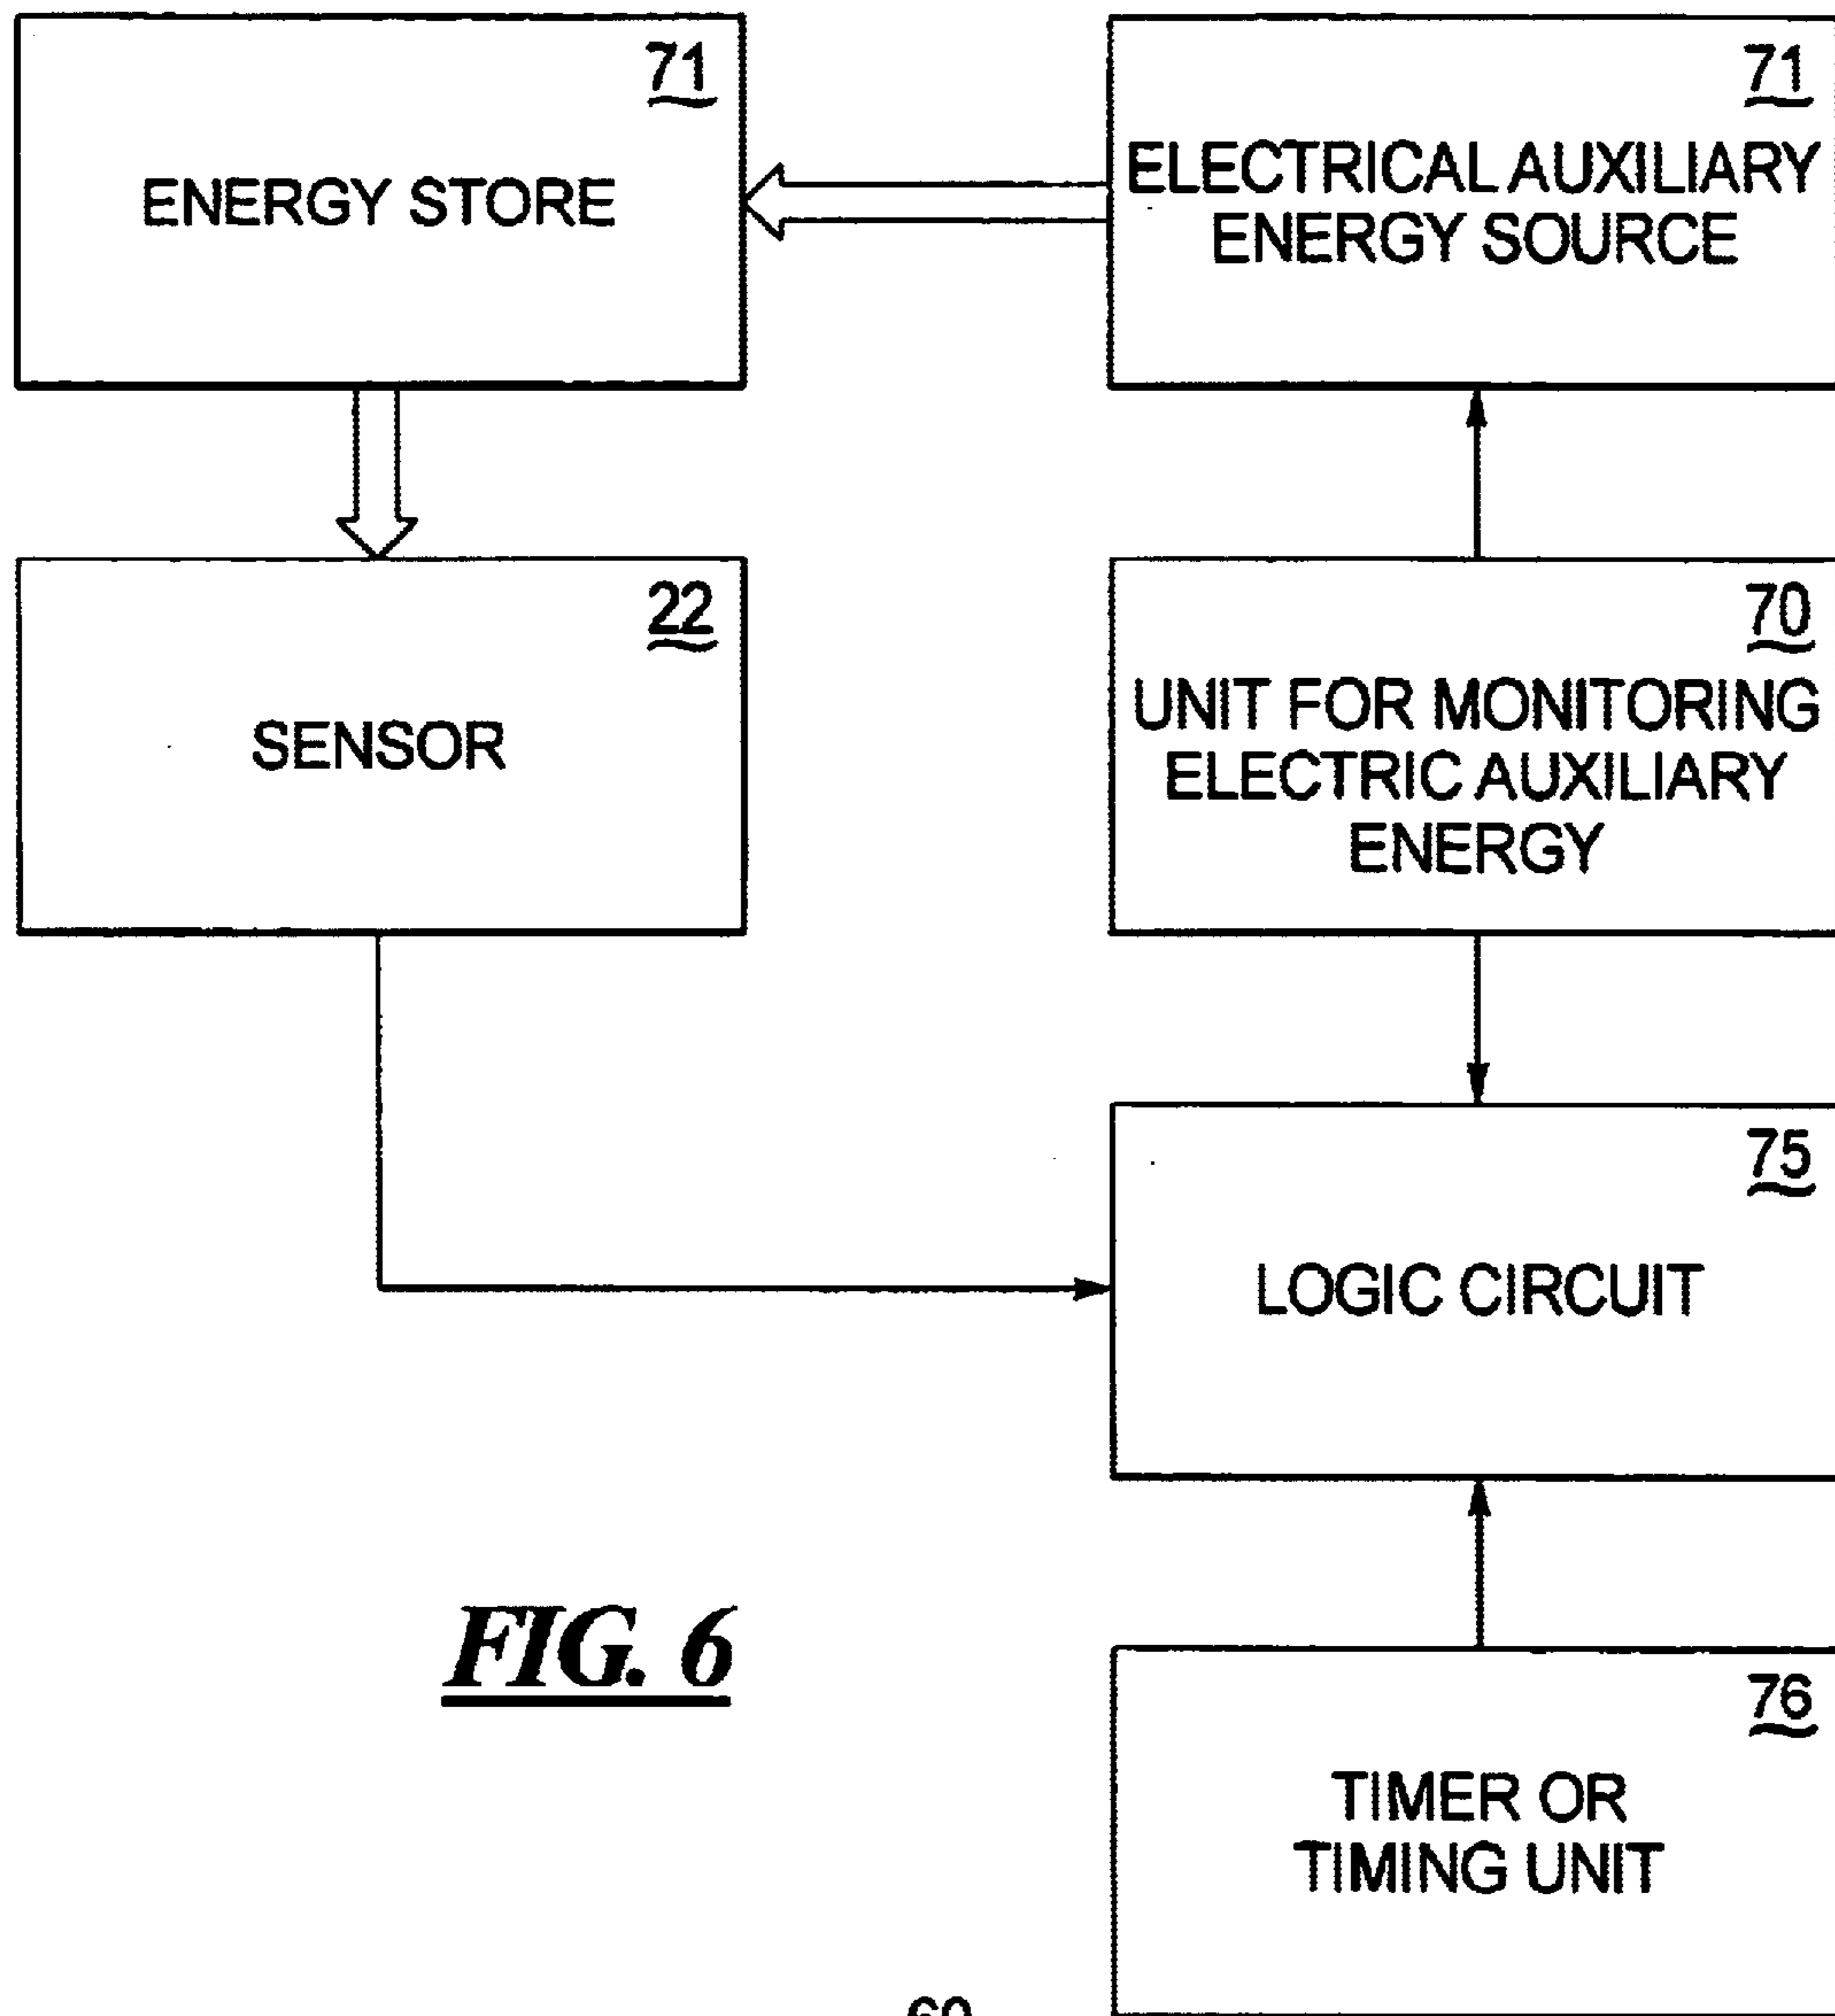 71
ENERGY STORE
71
ELECTRICAL AUXILIARY
ENERGY SOURCE
22
SENSOR
70
UNIT FOR MONITORING
ELECTRIC AUXILIARY
ENERGY
75
LOGIC CIRCUIT
FIG. 6
76
TIMER OR
TIMING UNIT